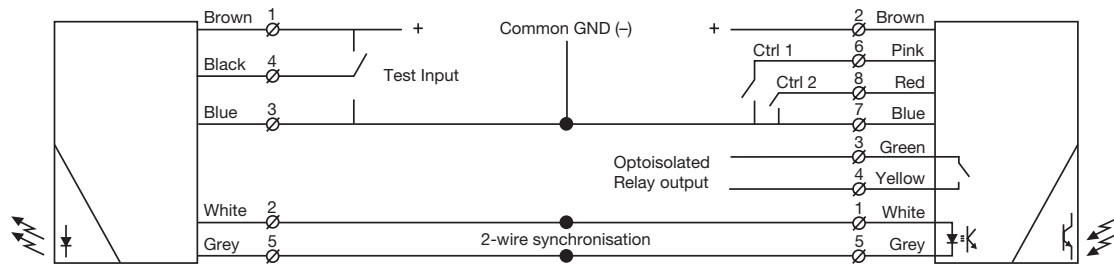 Brown 1 + Common GND (–) + 2 Brown
Ctrl 1 6 Pink
Black 4 Test Input
Ctrl 2 8 Red
Blue 3 7 Blue
3 Green
Optoisolated
Relay output 4 Yellow
White 2 1 White
Grey 5 2-wire synchronisation 5 Grey